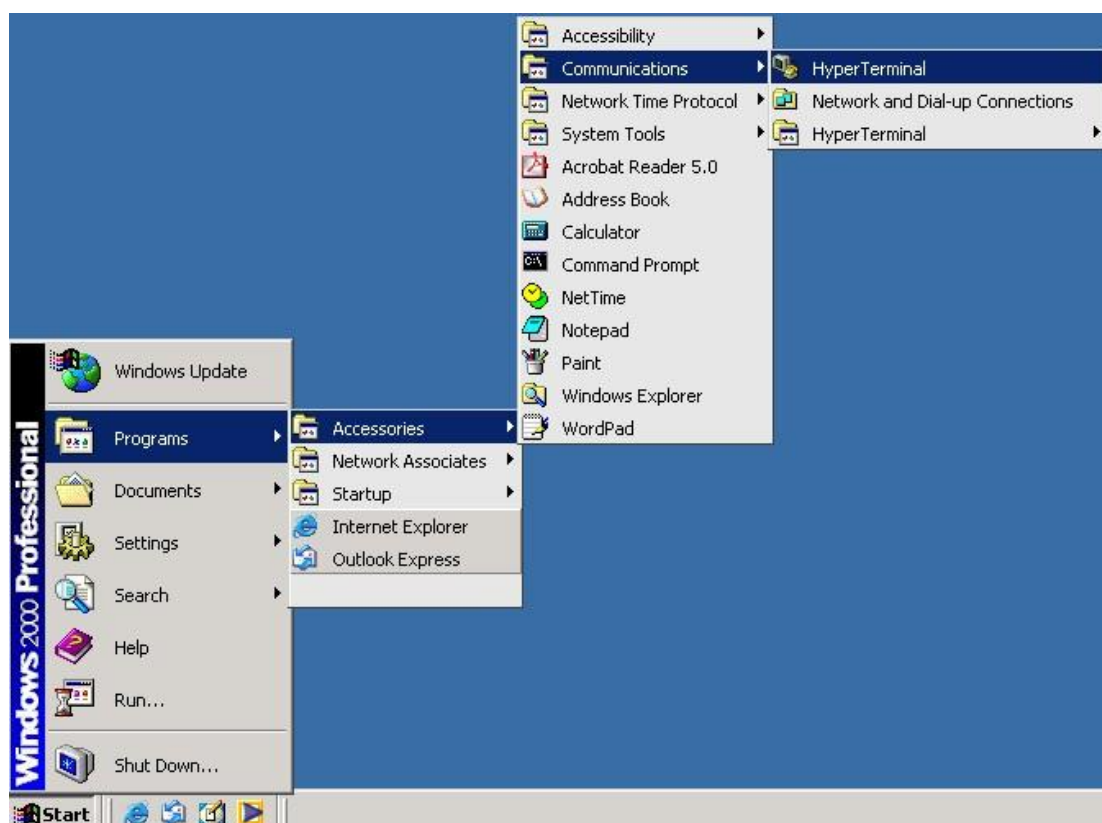 Accessibility
Communications
Network Time Protocol
System Tools
Acrobat Reader 5.0
Address Book
Calculator
Command Prompt
NetTime
Notepad
Paint
Windows Explorer
WordPad
HyperTerminal
Network and Dial-up Connections
HyperTerminal
Windows Update
Programs
Documents
Settings
Search
Help
Run...
Shut Down...
Accessories
Network Associates
Startup
Internet Explorer
Outlook Express
Windows 2000 Professional
Start